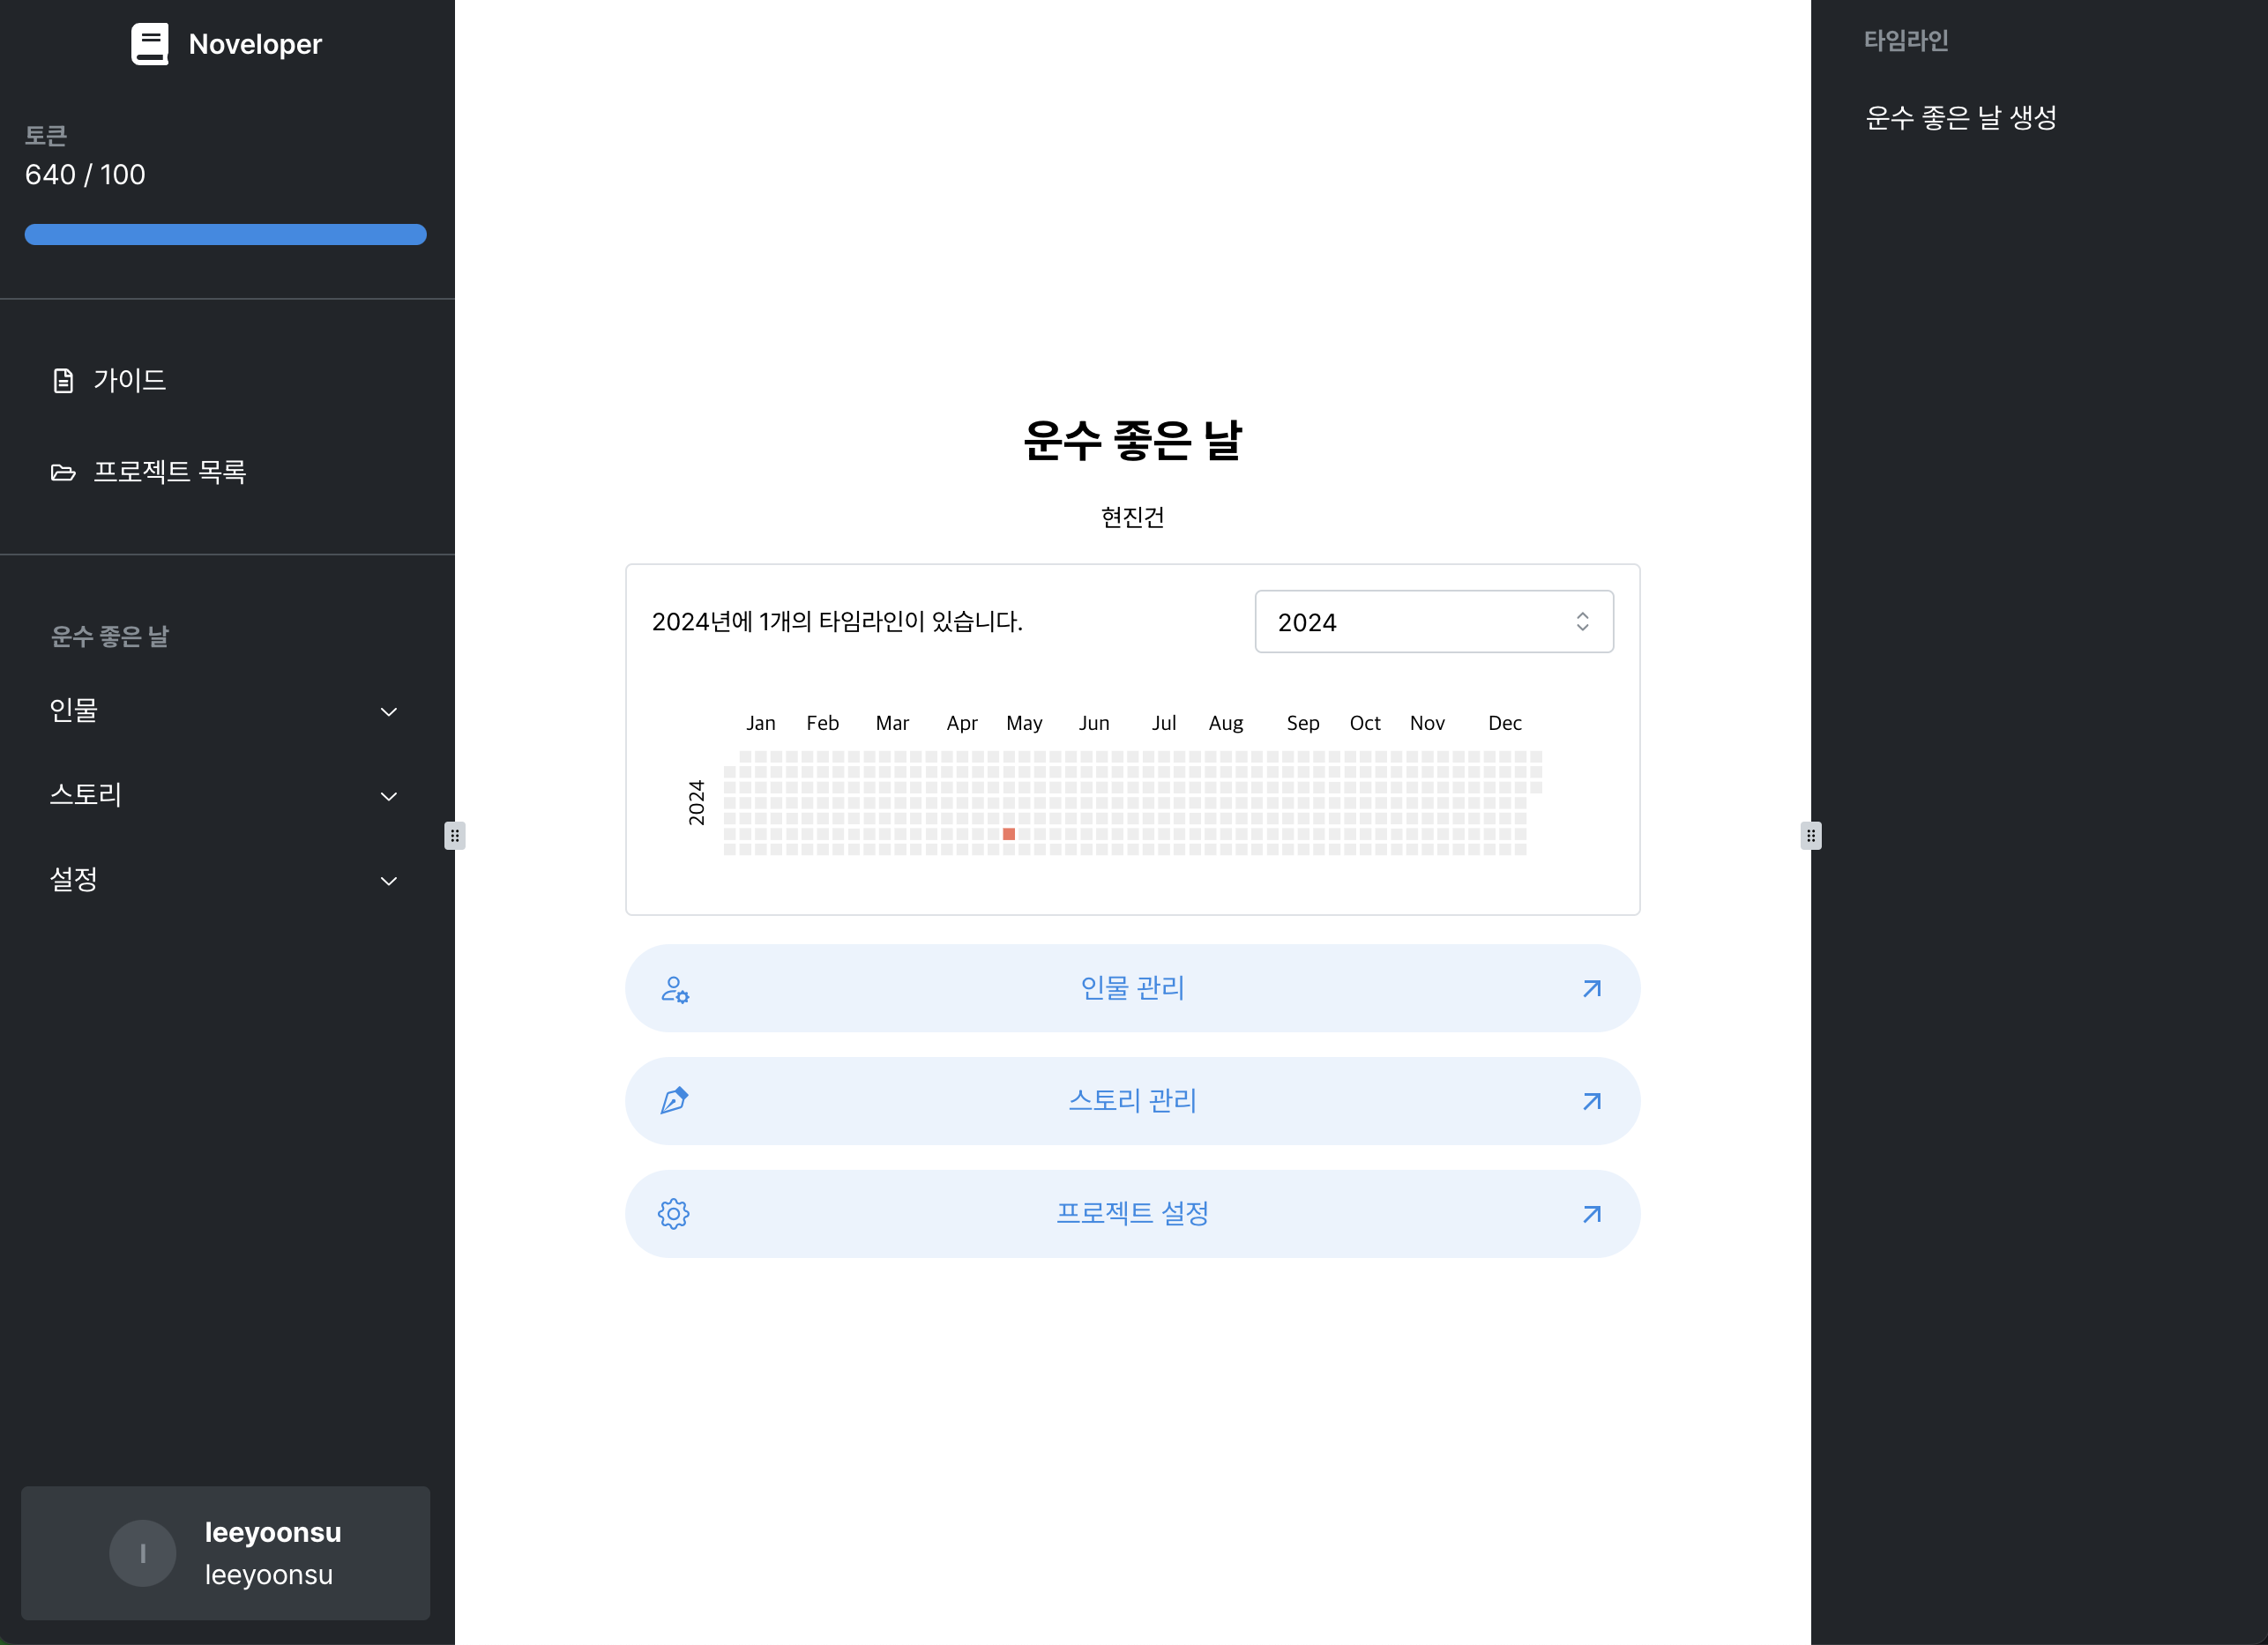 Noveloper
토큰
640 / 100
가이드
프로젝트 목록
운수 좋은 날
인물
스토리
설정
l
leeyoonsu
leeyoonsu
운수 좋은 날
현진건
2024년에 1개의 타임라인이 있습니다.
2024
Jan Feb Mar Apr May Jun Jul Aug Sep Oct Nov Dec
2024
인물 관리
스토리 관리
프로젝트 설정
타임라인
운수 좋은 날 생성